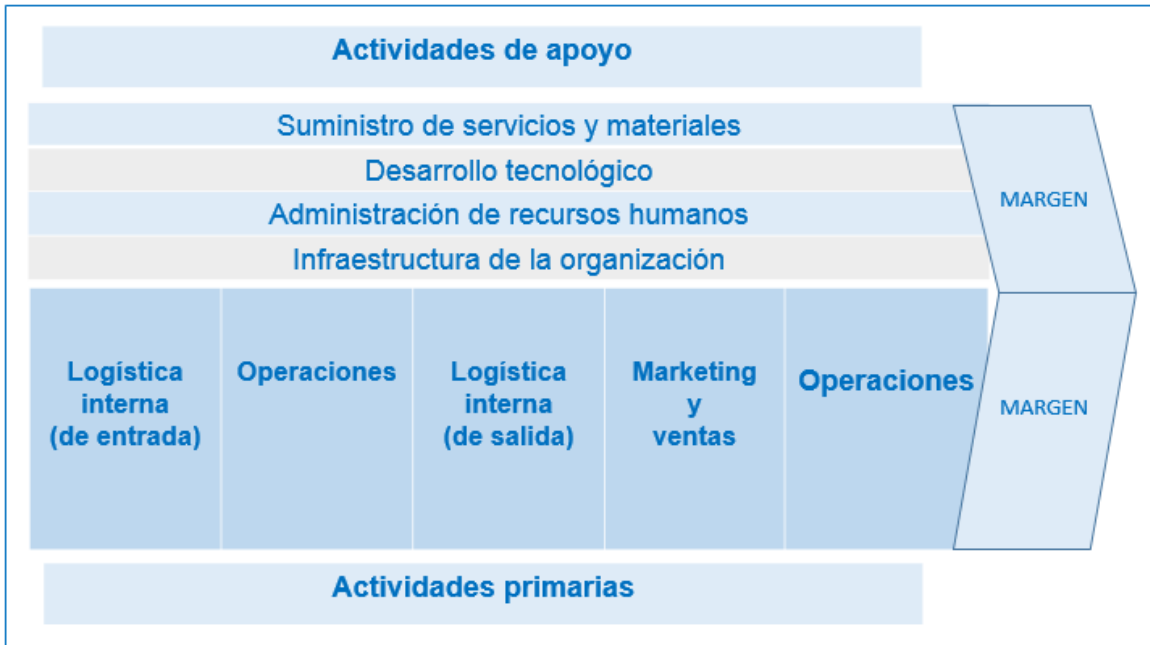 Actividades de apoyo
Suministro de servicios y materiales
Desarrollo tecnológico
Administración de recursos humanos
Infraestructura de la organización
MARGEN
Logística
interna
(de entrada)
Operaciones
Logística
interna
(de salida)
Marketing
y
ventas
Operaciones
MARGEN
Actividades primarias